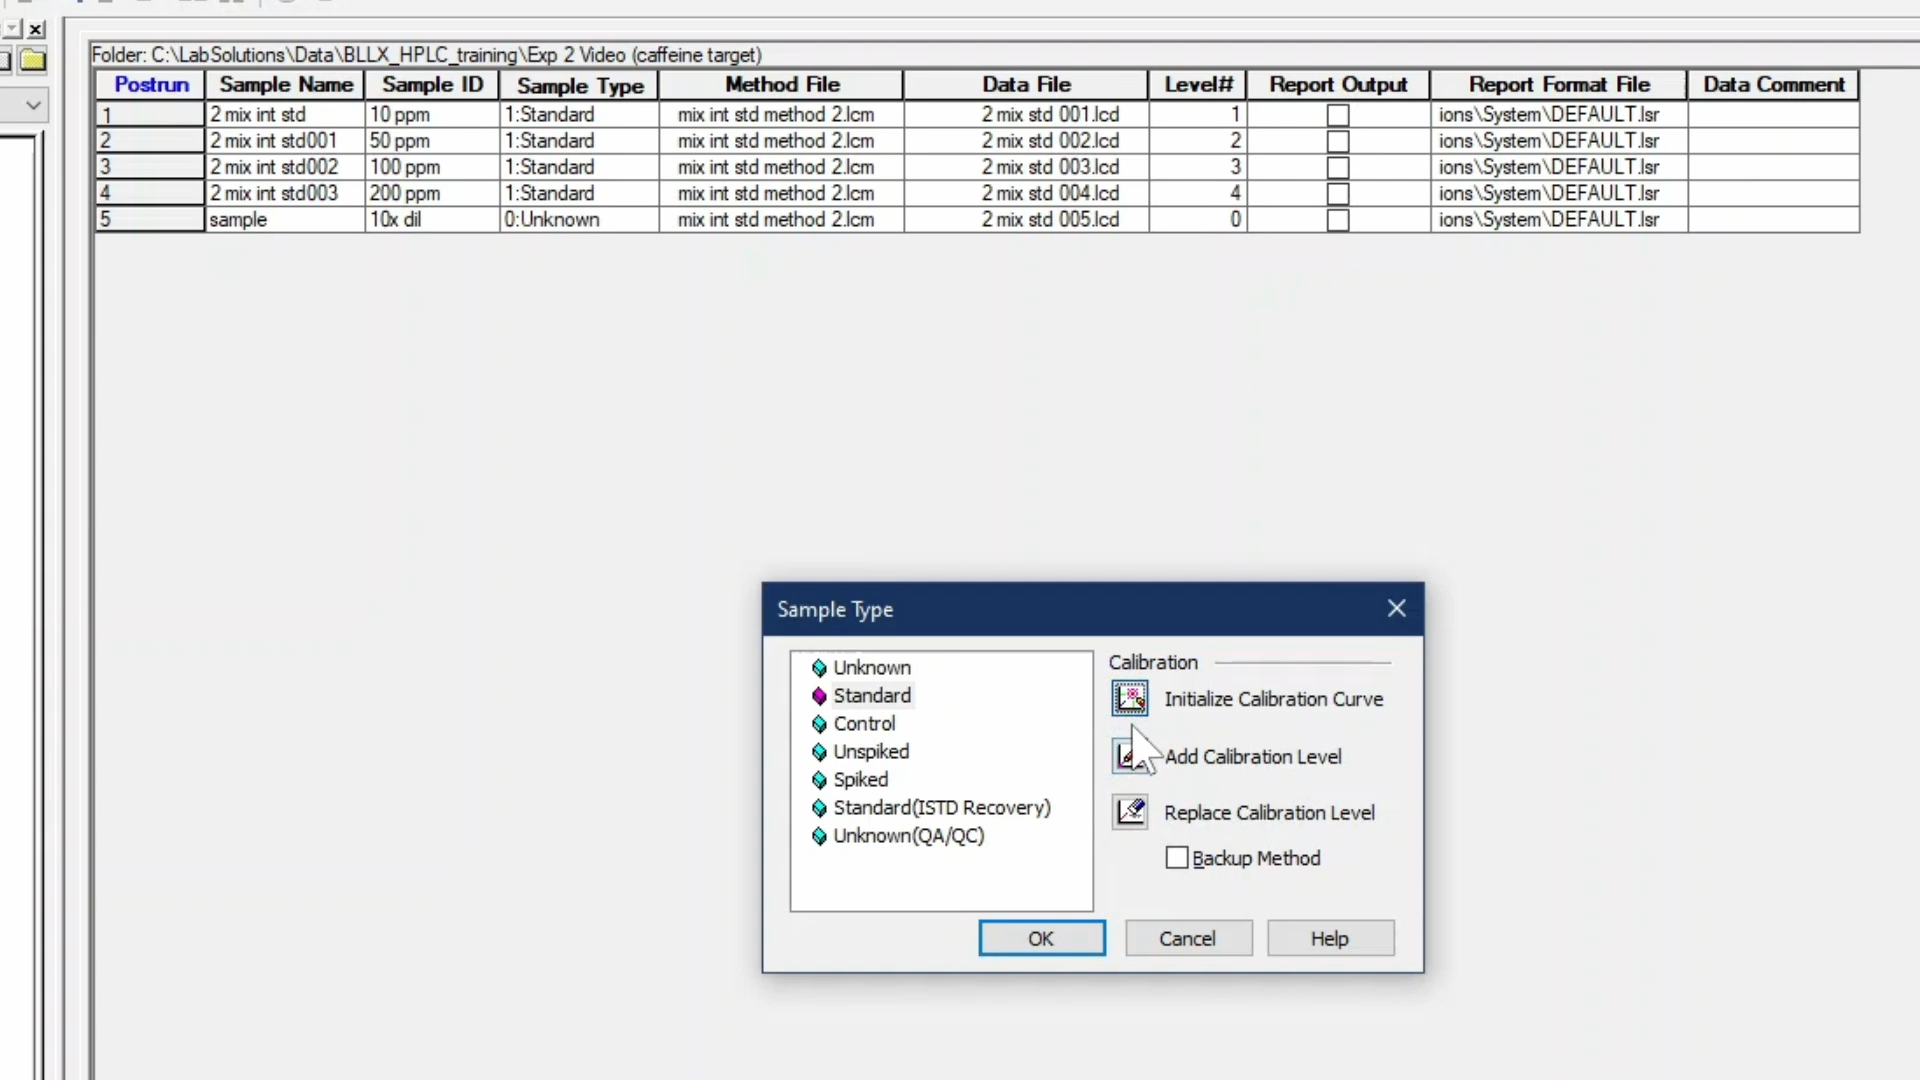 Folder: C:\LabSolutions\Data\BLLX_HPLC_training\Exp 2 Video (caffeine target)
Postrun Sample Name Sample ID Sample Type Method File Data File Level# Report Output Report Format File Data Comment
1 2 mix int std 10 ppm 1:Standard mix int std method 2.lcm 2 mix std 001.lcd 1 ions\System\DEFAULT.lsr
2 2 mix int std001 50 ppm 1:Standard mix int std method 2.lcm 2 mix std 002.lcd 2 ions\System\DEFAULT.lsr
3 2 mix int std002 100 ppm 1:Standard mix int std method 2.lcm 2 mix std 003.lcd 3 ions\System\DEFAULT.lsr
4 2 mix int std003 200 ppm 1:Standard mix int std method 2.lcm 2 mix std 004.lcd 4 ions\System\DEFAULT.lsr
5 sample 10x dil 0:Unknown mix int std method 2.lcm 2 mix std 005.lcd 0 ions\System\DEFAULT.lsr
Sample Type
Unknown
Standard
Control
Unspiked
Spiked
Standard(ISTD Recovery)
Unknown(QA/QC)
Calibration
Initialize Calibration Curve
Add Calibration Level
Replace Calibration Level
Backup Method
OK Cancel Help